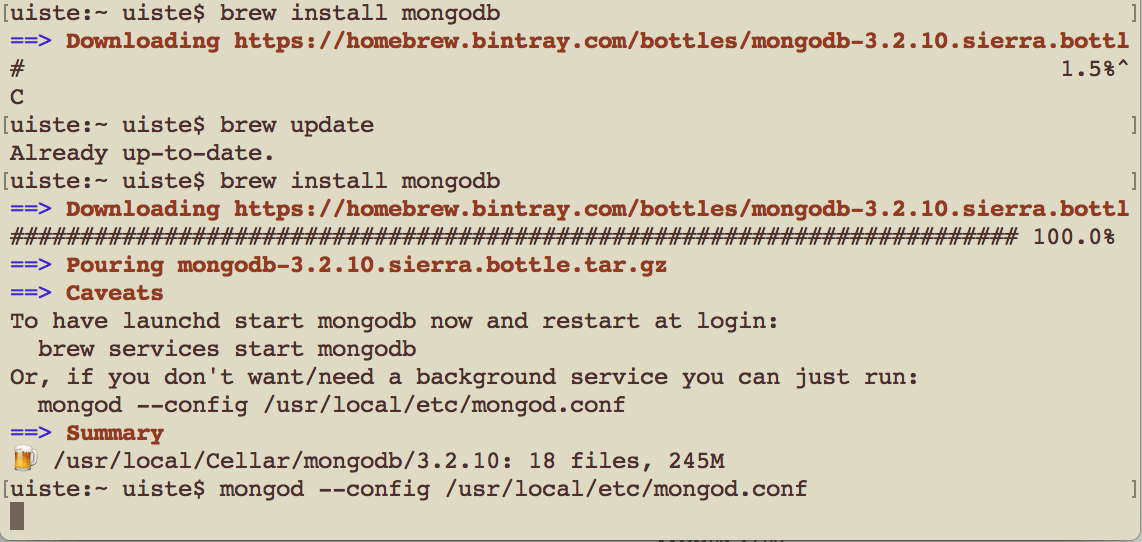 [uiste:~ uiste$ brew install mongodb ]
==> Downloading https://homebrew.bintray.com/bottles/mongodb-3.2.10.sierra.bottl
# 1.5%^
C
[uiste:~ uiste$ brew update ]
Already up-to-date.
[uiste:~ uiste$ brew install mongodb ]
==> Downloading https://homebrew.bintray.com/bottles/mongodb-3.2.10.sierra.bottl
######################################################################## 100.0%
==> Pouring mongodb-3.2.10.sierra.bottle.tar.gz
==> Caveats
To have launchd start mongodb now and restart at login:
  brew services start mongodb
Or, if you don't want/need a background service you can just run:
  mongod --config /usr/local/etc/mongod.conf
==> Summary
🍺 /usr/local/Cellar/mongodb/3.2.10: 18 files, 245M
[uiste:~ uiste$ mongod --config /usr/local/etc/mongod.conf ]